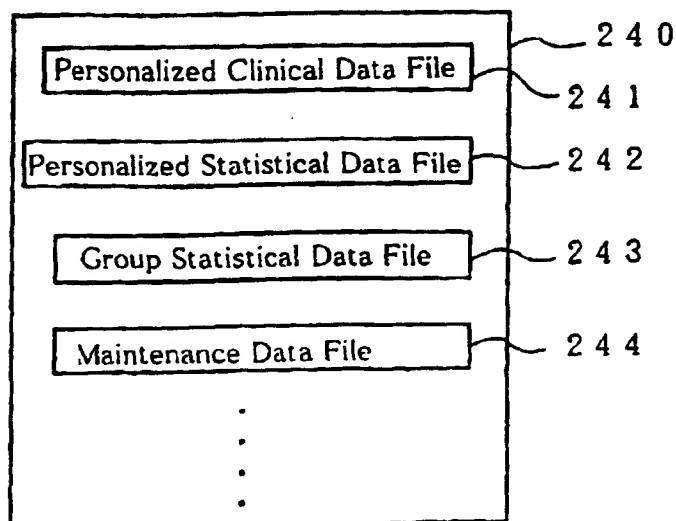 240
Personalized Clinical Data File
241
Personalized Statistical Data File
242
Group Statistical Data File
243
Maintenance Data File
244